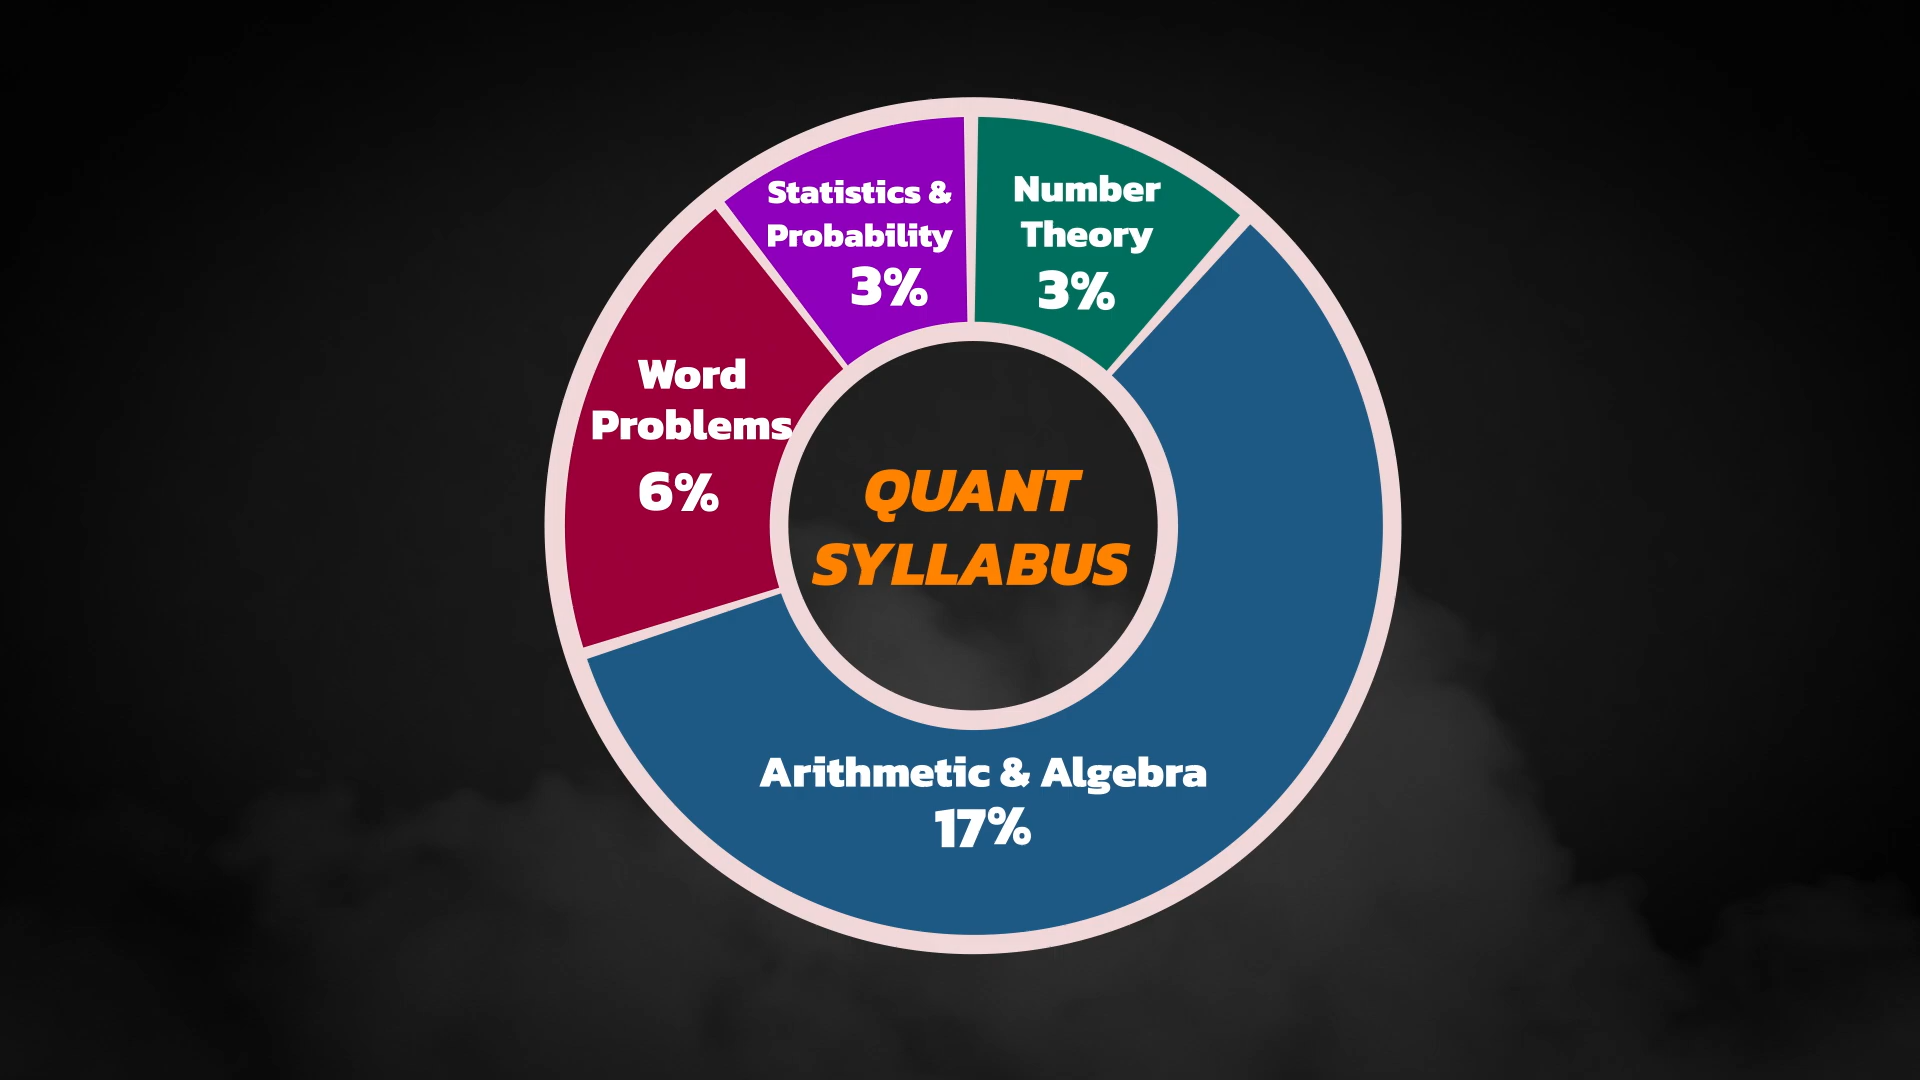 Statistics &
Probability
3%
Number
Theory
3%
Word
Problems
6%
QUANT
SYLLABUS
Arithmetic & Algebra
17%